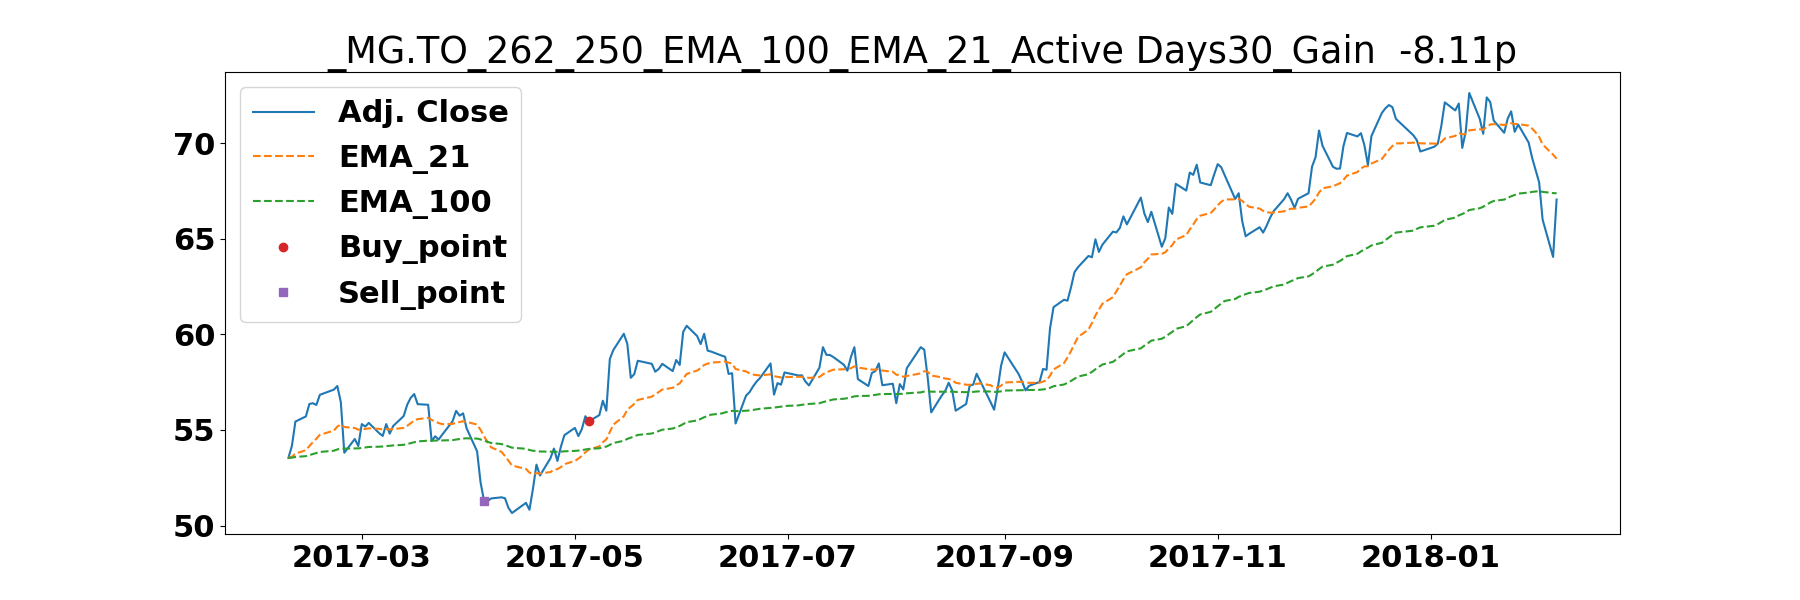 _MG.TO_262_250_EMA_100_EMA_21_Active Days30_Gain  -8.11p
Adj. Close
EMA_21
EMA_100
Buy_point
Sell_point
70
65
60
55
50
2017-03 2017-05 2017-07 2017-09 2017-11 2018-01